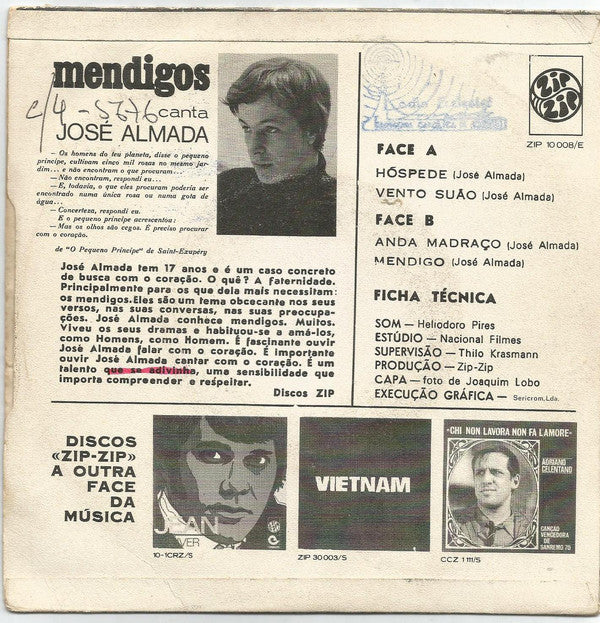 mendigos
c/4 - 5676
canta
JOSÉ ALMADA
— Os homens do teu planeta, disse o pequeno
príncipe, cultivam cinco mil rosas no mesmo jar-
dim... e não encontram o que procuram...
— Não encontram, respondi eu...
— E, todavia, o que eles procuram poderia ser
encontrado numa única rosa ou numa gota de
água...
— Concerteza, respondi eu.
E o pequeno príncipe acrescentou:
— Mas os olhos são cegos. É preciso procurar
com o coração.
de "O Pequeno Príncipe" de Saint-Exupéry
José Almada tem 17 anos e é um caso concreto
de busca com o coração. O quê? A fraternidade.
Principalmente para os que dela mais necessitam:
os mendigos. Eles são um tema obcecante nos seus
versos, nas suas conversas, nas suas preocupa-
ções. José Almada conhece mendigos. Muitos.
Viveu os seus dramas e habituou-se a amá-los,
como Homens, como Homem. É fascinante ouvir
José Almada falar com o coração. É importante
ouvir José Almada cantar com o coração. É um
talento que se adivinha, uma sensibilidade que
importa compreender e respeitar.
Discos ZIP
Radio
ZIP
ZIP
ZIP 10 008/E
FACE A
HÓSPEDE (José Almada)
VENTO SUÃO (José Almada)
FACE B
ANDA MADRAÇO (José Almada)
MENDIGO (José Almada)
FICHA TÉCNICA
SOM — Heliodoro Pires
ESTÚDIO — Nacional Filmes
SUPERVISÃO — Thilo Krasmann
PRODUÇÃO — Zip-Zip
CAPA — foto de Joaquim Lobo
EXECUÇÃO GRÁFICA — Sericrom, Lda.
DISCOS
«ZIP-ZIP»
A OUTRA
FACE
DA
MÚSICA
JEAN
10-1CRZ/S
VIETNAM
ZIP 30 003/S
«CHI NON LAVORA NON FA L'AMORE»
ADRIANO
CELENTANO
CANÇÃO
VENCEDORA
DE
SANREMO 70
CCZ 1 111/S